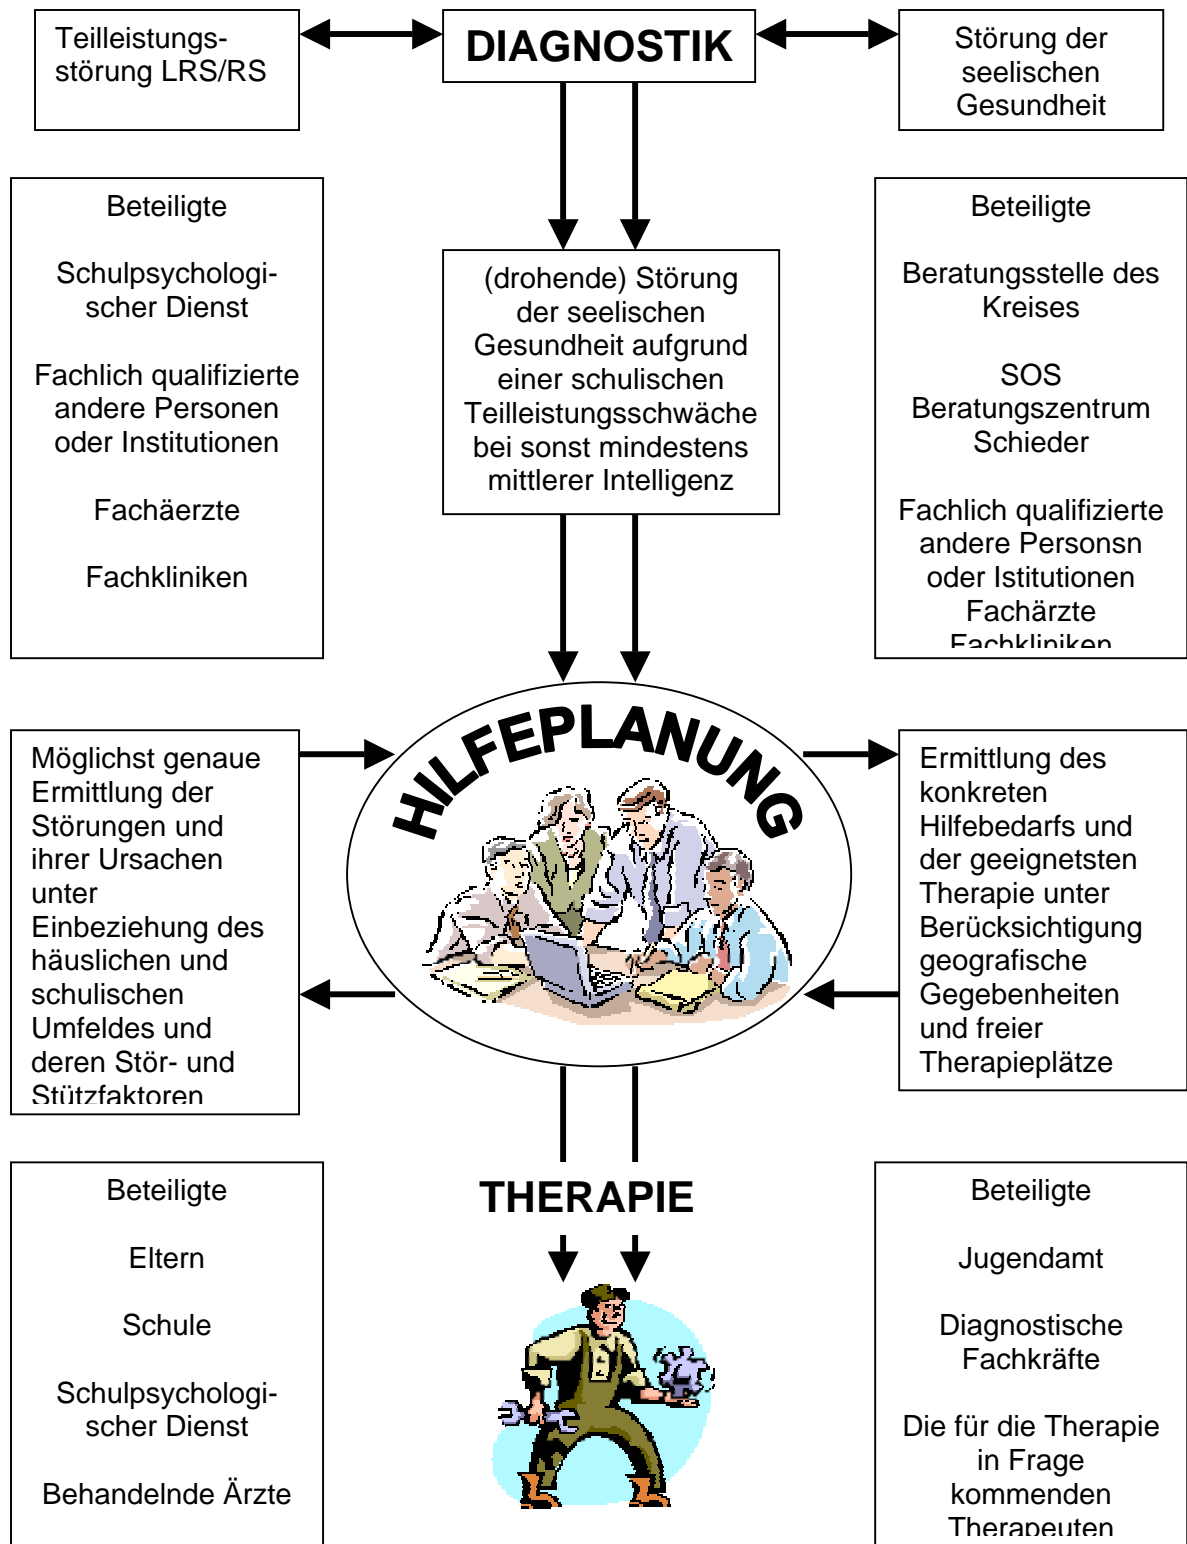 Teilleistungs-
störung LRS/RS
DIAGNOSTIK
Störung der
seelischen
Gesundheit
Beteiligte
Schulpsychologi-
scher Dienst
Fachlich qualifizierte
andere Personen
oder Institutionen
Fachäerzte
Fachkliniken
(drohende) Störung
der seelischen
Gesundheit aufgrund
einer schulischen
Teilleistungsschwäche
bei sonst mindestens
mittlerer Intelligenz
Beteiligte
Beratungsstelle des
Kreises
SOS
Beratungszentrum
Schieder
Fachlich qualifizierte
andere Personsn
oder Istitutionen
Fachärzte
Fachkliniken
Möglichst genaue
Ermittlung der
Störungen und
ihrer Ursachen
unter
Einbeziehung des
häuslichen und
schulischen
Umfeldes und
deren Stör- und
Stützfaktoren
HILFEPLANUNG
Ermittlung des
konkreten
Hilfebedarfs und
der geeignetsten
Therapie unter
Berücksichtigung
geografische
Gegebenheiten
und freier
Therapieplätze
Beteiligte
Eltern
Schule
Schulpsychologi-
scher Dienst
Behandelnde Ärzte
THERAPIE
Beteiligte
Jugendamt
Diagnostische
Fachkräfte
Die für die Therapie
in Frage
kommenden
Therapeuten